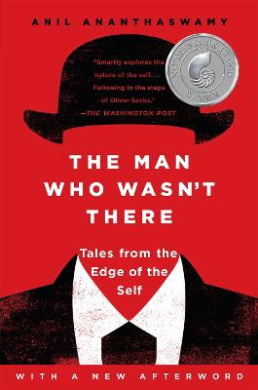 ANIL ANANTHASWAMY
"Smartly explores the
nature of the self. . . .
Following in the steps
of Oliver Sacks."
—THE WASHINGTON POST
THE MAN
WHO WASN'T
THERE
Tales from the
Edge of the
Self
WITH A NEW AFTERWORD